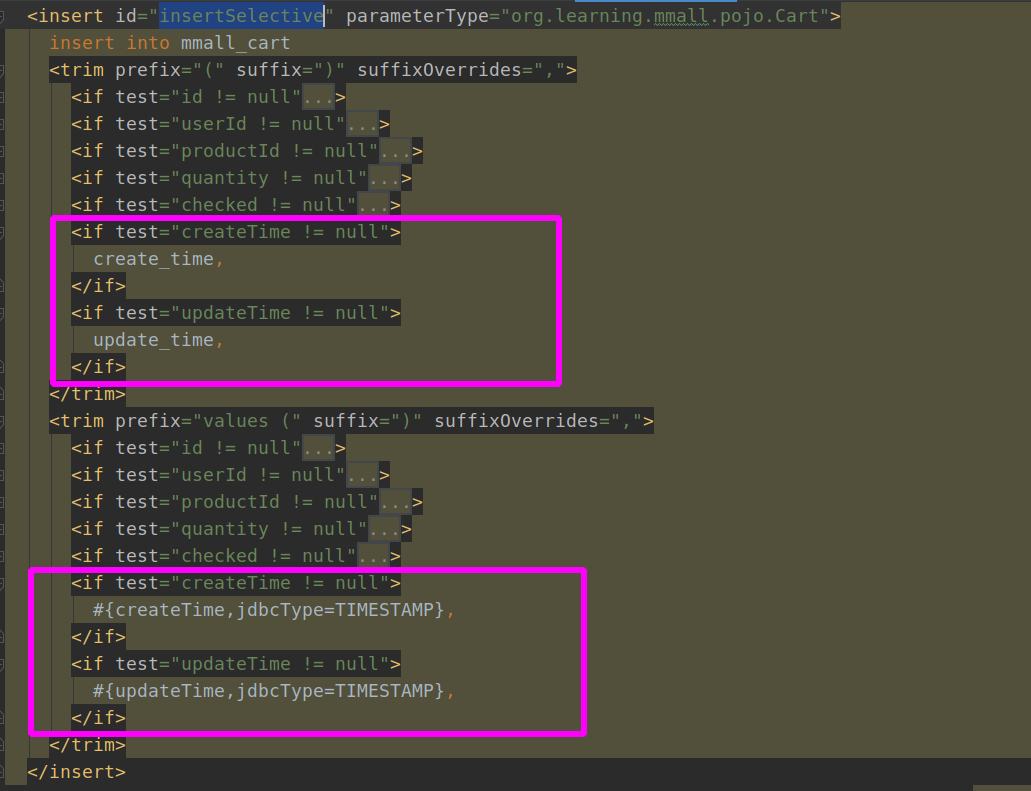 <insert id="insertSelective" parameterType="org.learning.mmall.pojo.Cart">
insert into mmall_cart
<trim prefix="(" suffix=")" suffixOverrides=",">
<if test="id != null"...>
<if test="userId != null"...>
<if test="productId != null"...>
<if test="quantity != null"...>
<if test="checked != null"...>
<if test="createTime != null">
create_time,
</if>
<if test="updateTime != null">
update_time,
</if>
</trim>
<trim prefix="values (" suffix=")" suffixOverrides=",">
<if test="id != null"...>
<if test="userId != null"...>
<if test="productId != null"...>
<if test="quantity != null"...>
<if test="checked != null"...>
<if test="createTime != null">
#{createTime,jdbcType=TIMESTAMP},
</if>
<if test="updateTime != null">
#{updateTime,jdbcType=TIMESTAMP},
</if>
</trim>
</insert>